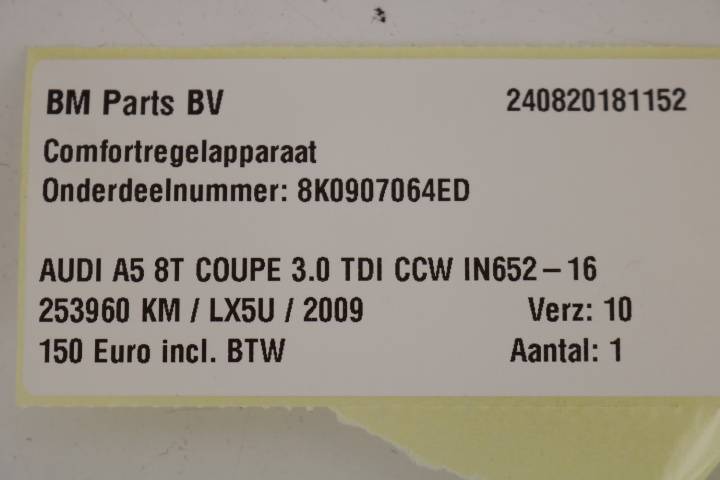 BM Parts BV 240820181152
Comfortregelapparaat
Onderdeelnummer: 8K0907064ED
AUDI A5 8T COUPE 3.0 TDI CCW IN652-16
253960 KM / LX5U / 2009 Verz: 10
150 Euro incl. BTW Aantal: 1